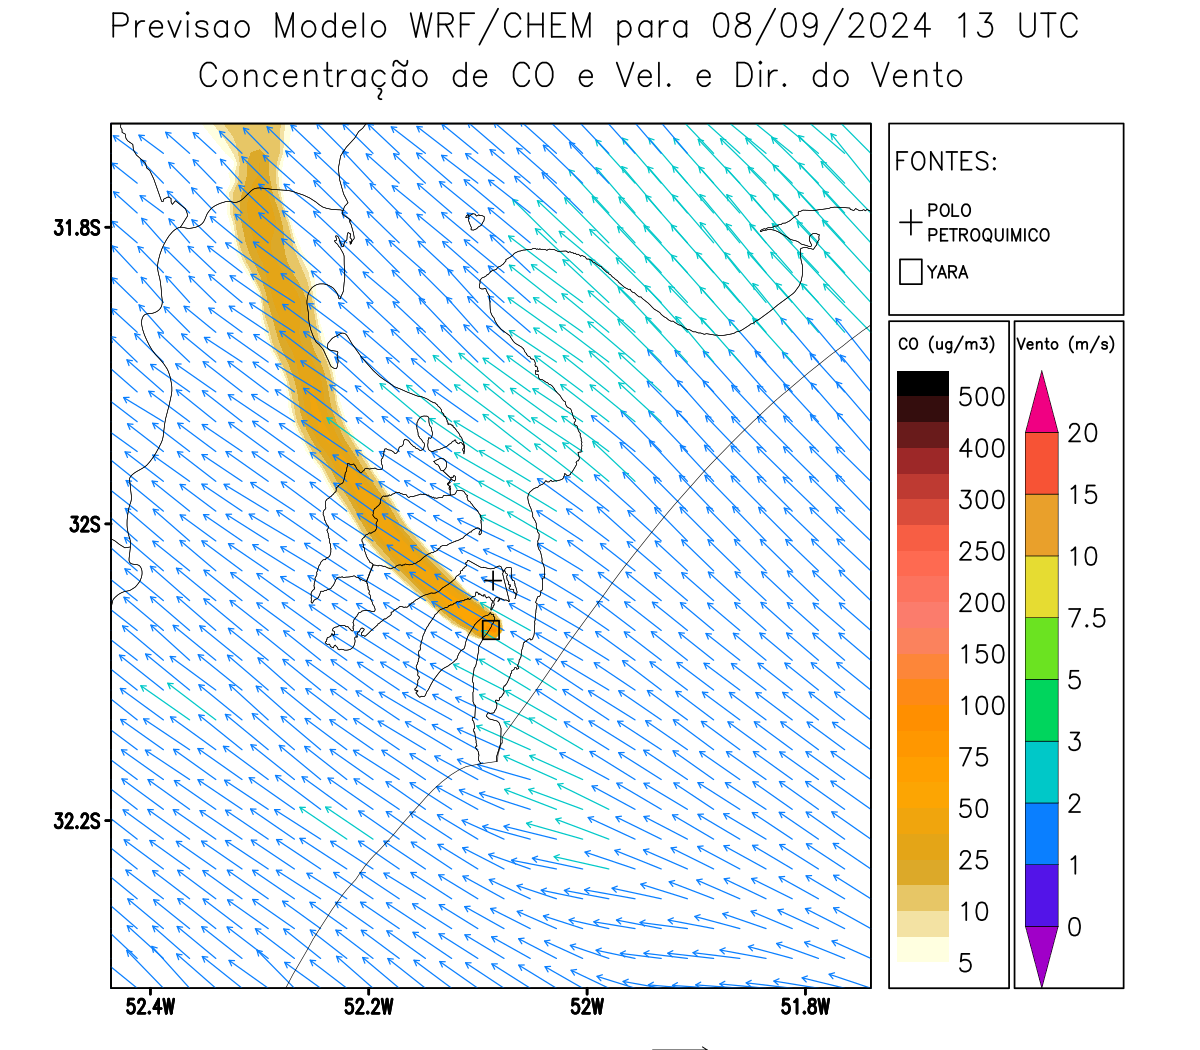 Previsao Modelo WRF/CHEM para 08/09/2024 13 UTC
Concentração de CO e Vel. e Dir. do Vento
FONTES:
POLO
PETROQUIMICO
YARA
CO (ug/m3)
500
400
300
250
200
150
100
75
50
25
10
5
Vento (m/s)
20
15
10
7.5
5
3
2
1
0
31.8S
32S
32.2S
52.4W
52.2W
52W
51.8W